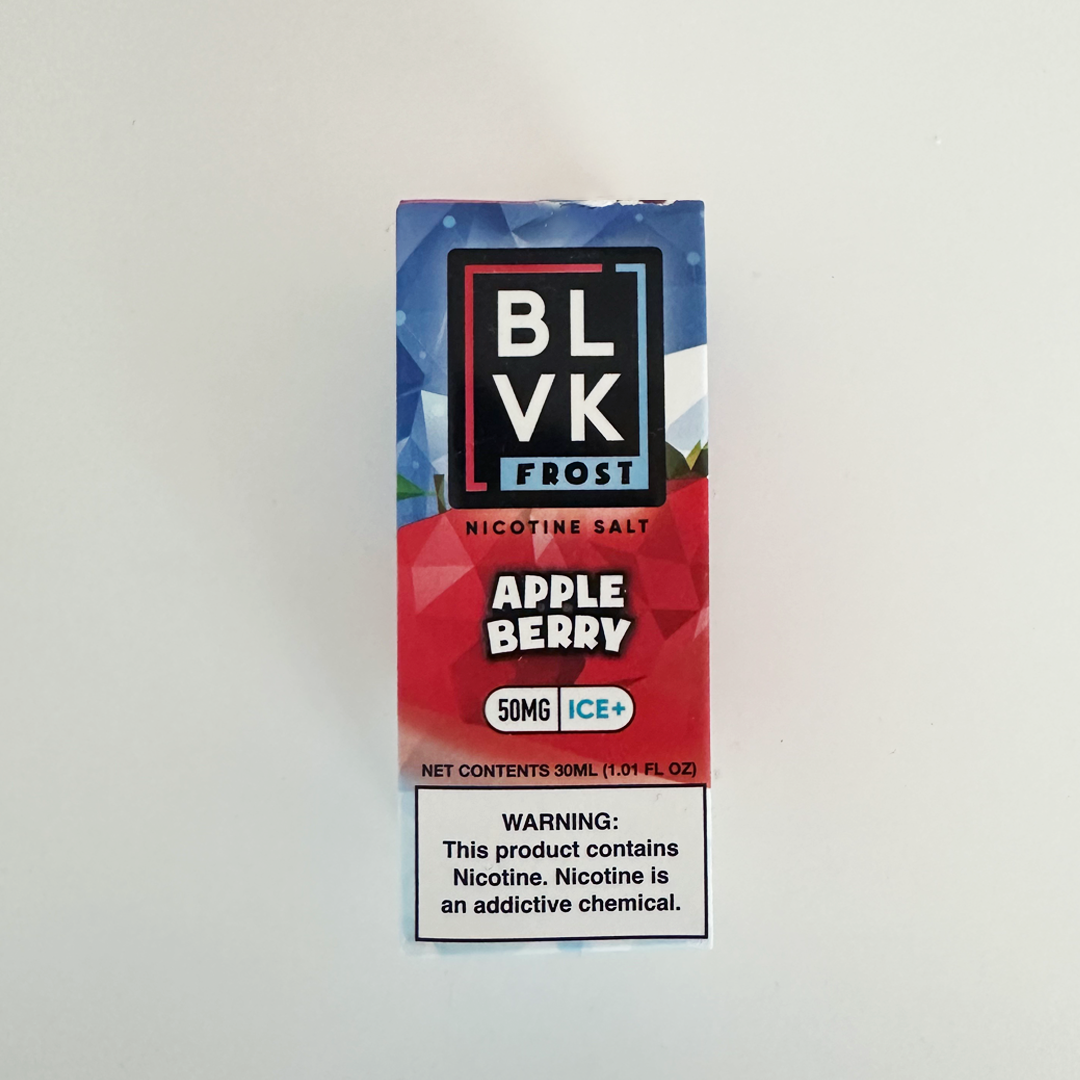 BL
VK
FROST
NICOTINE SALT
APPLE
BERRY
50MG ICE+
NET CONTENTS 30ML (1.01 FL OZ)
WARNING:
This product contains
Nicotine. Nicotine is
an addictive chemical.